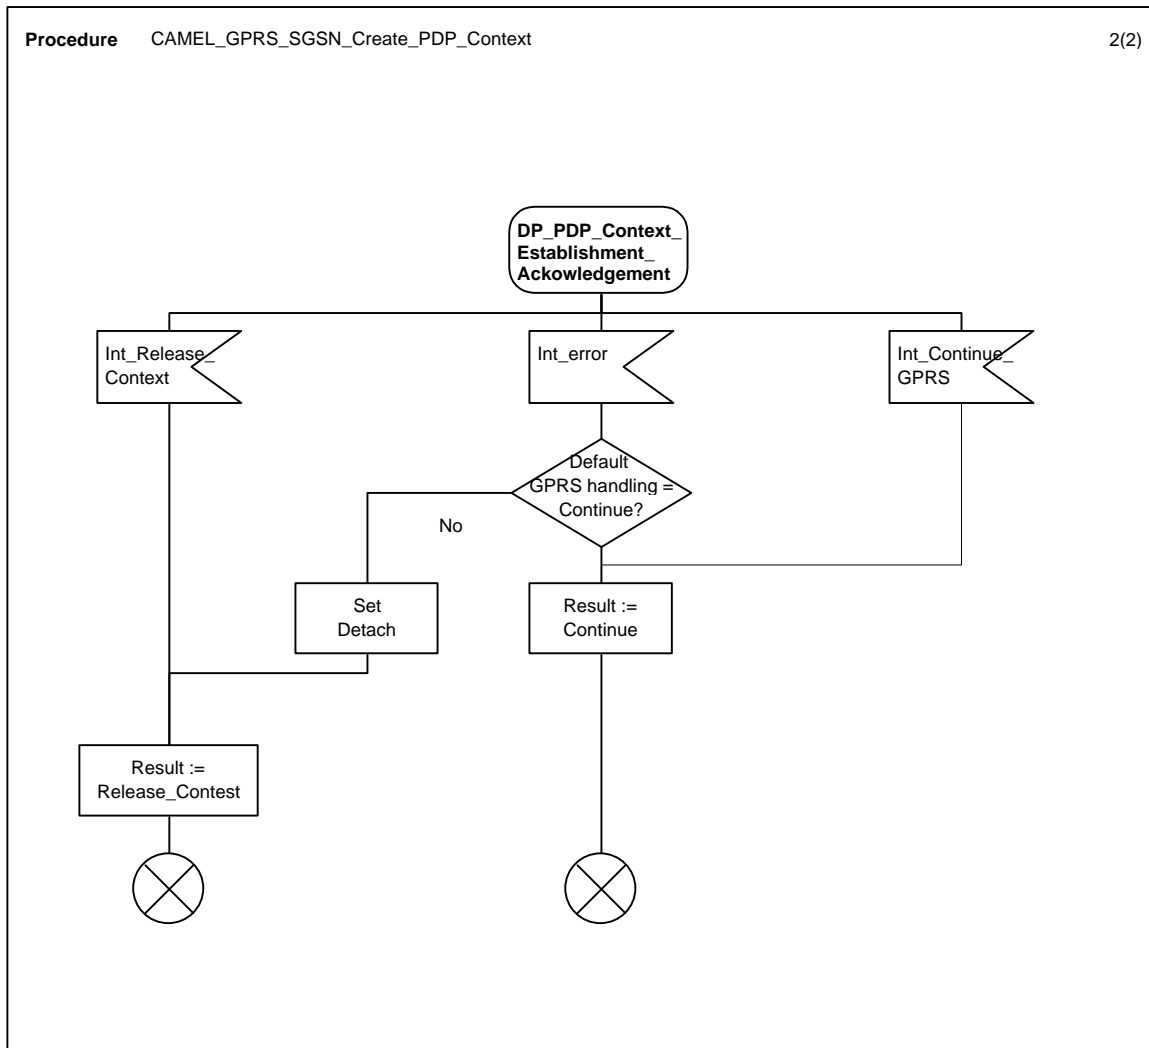 Procedure CAMEL_GPRS_SGSN_Create_PDP_Context 2(2)
DP_PDP_Context_
Establishment_
Ackowledgement
Int_Release_
Context
Int_error
Int_Continue_
GPRS
Default
GPRS handling =
Continue?
No
Set
Detach
Result :=
Continue
Result :=
Release_Contest